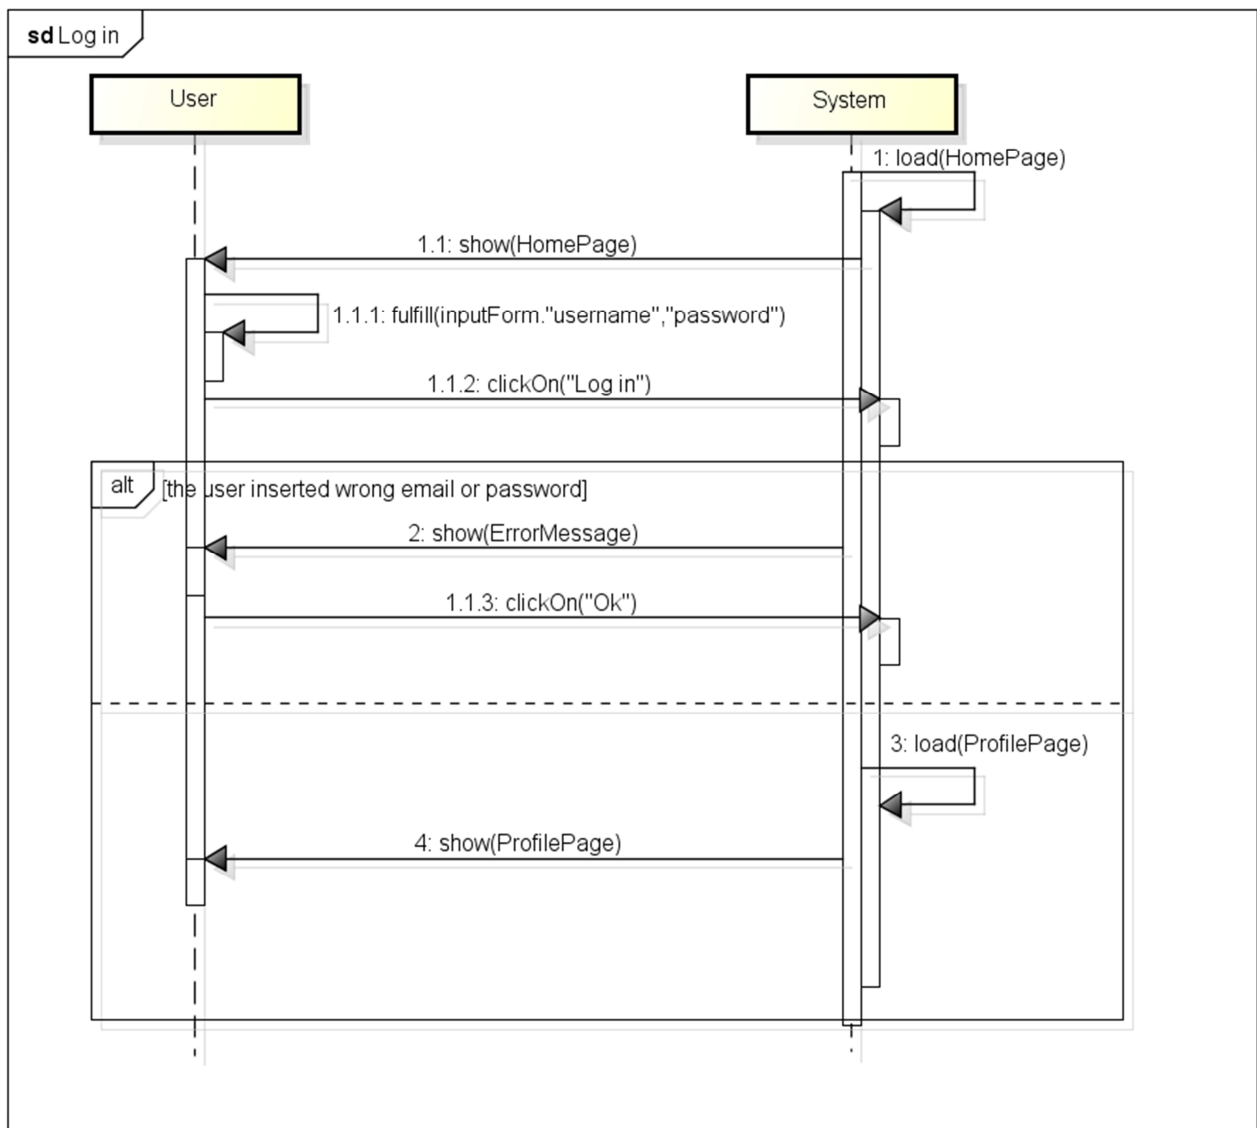 sd Log in
User
System
1: load(HomePage)
1.1: show(HomePage)
1.1.1: fulfill(inputForm."username","password")
1.1.2: clickOn("Log in")
alt
[the user inserted wrong email or password]
2: show(ErrorMessage)
1.1.3: clickOn("Ok")
3: load(ProfilePage)
4: show(ProfilePage)